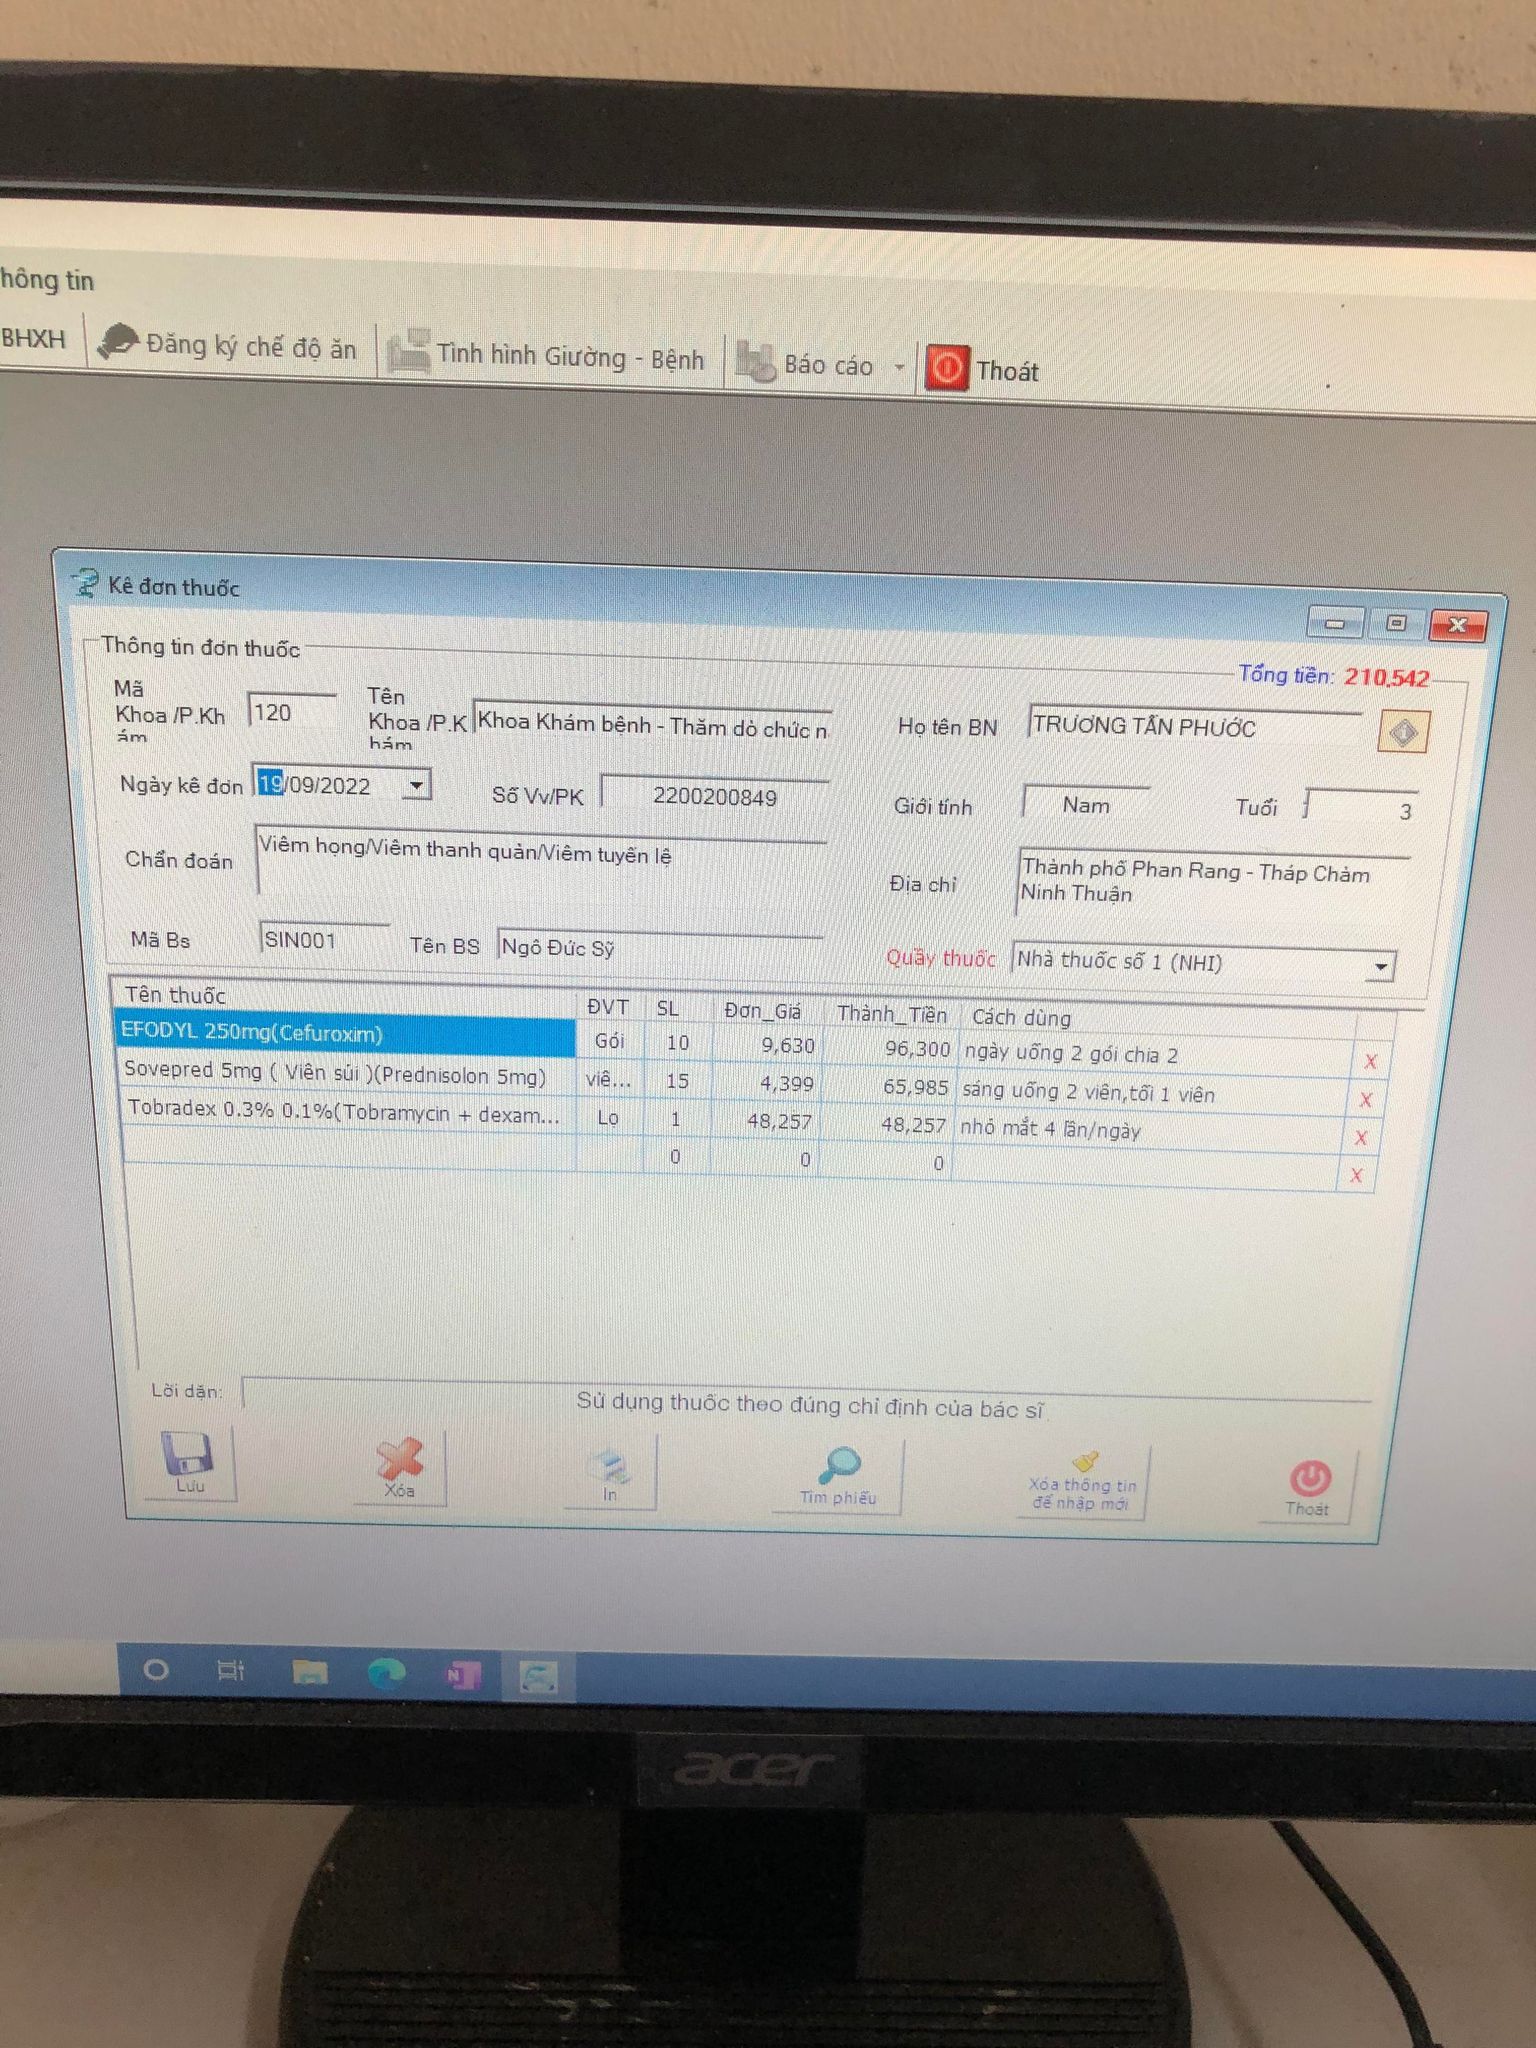 hông tin
BHXH Đăng ký chế độ ăn Tình hình Giường - Bệnh Báo cáo Thoát
Kê đơn thuốc
Thông tin đơn thuốc
Tổng tiền: 210,542
Mã Khoa /P.Khám 120 Tên Khoa /P.Khám Khoa Khám bệnh - Thăm dò chức n Họ tên BN TRƯƠNG TẤN PHƯỚC
Ngày kê đơn 19/09/2022 Số Vv/PK 2200200849 Giới tính Nam Tuổi 3
Chẩn đoán Viêm họng/Viêm thanh quản/Viêm tuyến lệ
Địa chỉ Thành phố Phan Rang - Tháp Chàm
Ninh Thuận
Mã Bs SIN001 Tên BS Ngô Đức Sỹ Quầy thuốc Nhà thuốc số 1 (NHI)
Tên thuốc ĐVT SL Đơn_Giá Thành_Tiền Cách dùng
EFODYL 250mg(Cefuroxim) Gói 10 9,630 96,300 ngày uống 2 gói chia 2 X
Sovepred 5mg ( Viên sủi )(Prednisolon 5mg) viê... 15 4,399 65,985 sáng uống 2 viên,tối 1 viên X
Tobradex 0.3% 0.1%(Tobramycin + dexam... Lọ 1 48,257 48,257 nhỏ mắt 4 lần/ngày X
0 0 0 X
Lời dặn: Sử dụng thuốc theo đúng chỉ định của bác sĩ
Lưu Xóa In Tìm phiếu Xóa thông tin để nhập mới Thoát
N
acer